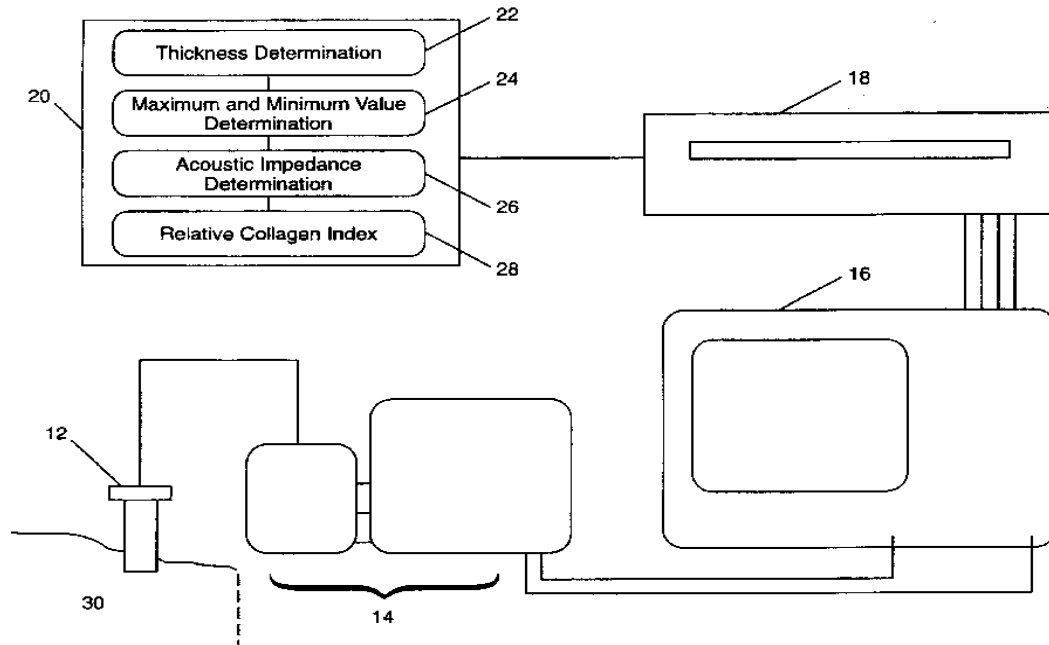 22
Thickness Determination
24
20
Maximum and Minimum Value
Determination
18
Acoustic Impedance
Determination
26
Relative Collagen Index
28
16
12
30
14